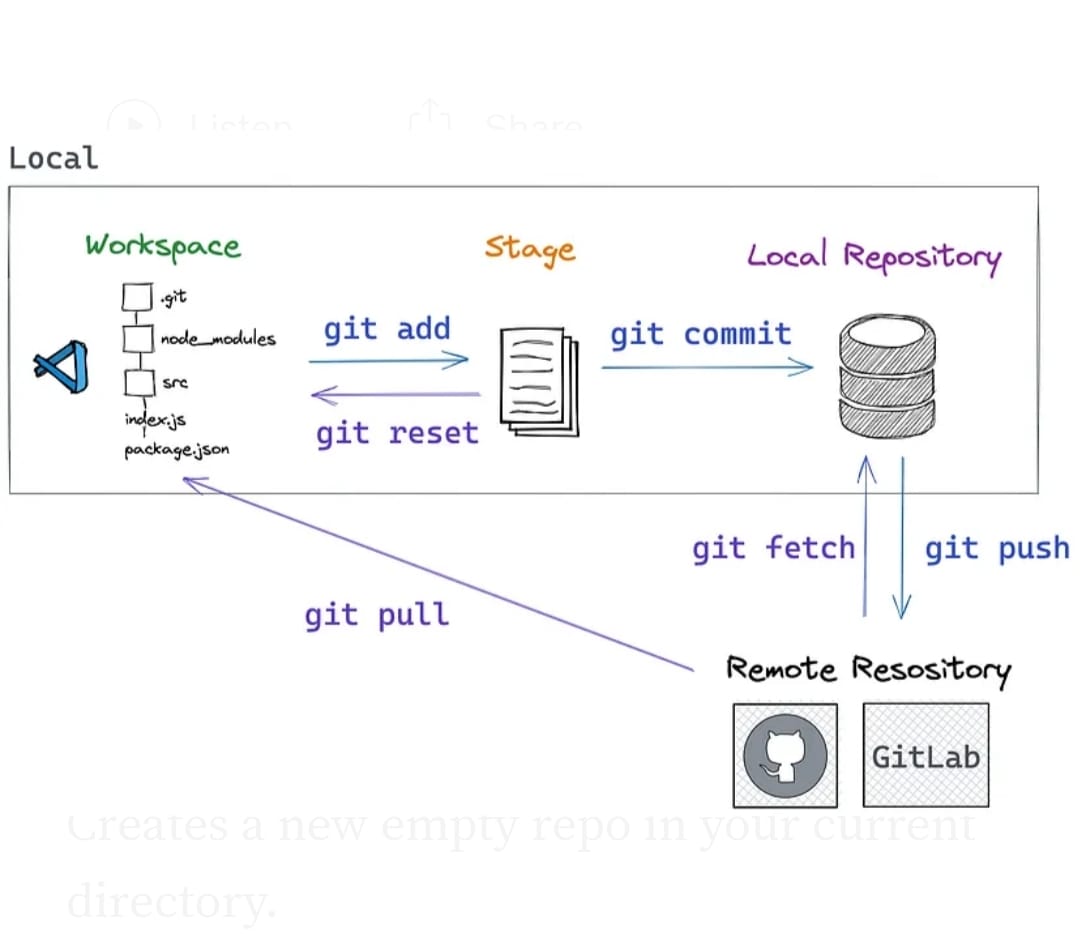 Listen Share
Local
Workspace
Stage
Local Repository
.git
node_modules
src
index.js
package.json
git add
git reset
git commit
git fetch
git push
git pull
Remote Resository
GitLab
Creates a new empty repo in your current
directory.